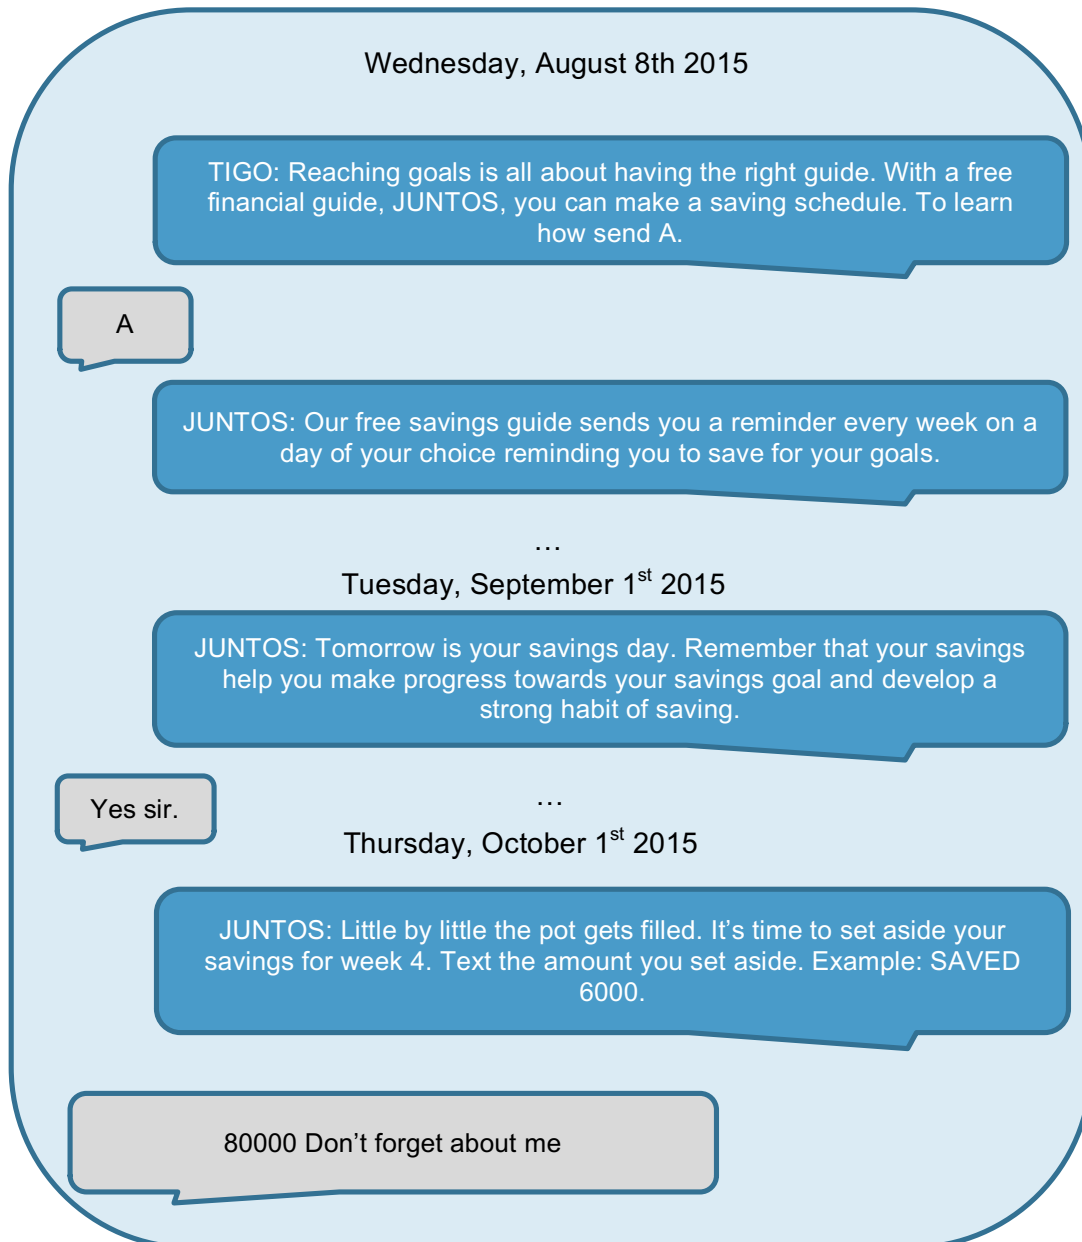 Wednesday, August 8th 2015
TIGO: Reaching goals is all about having the right guide. With a free
financial guide, JUNTOS, you can make a saving schedule. To learn
how send A.
A
JUNTOS: Our free savings guide sends you a reminder every week on a
day of your choice reminding you to save for your goals.
…
Tuesday, September 1st 2015
JUNTOS: Tomorrow is your savings day. Remember that your savings
help you make progress towards your savings goal and develop a
strong habit of saving.
Yes sir.
…
Thursday, October 1st 2015
JUNTOS: Little by little the pot gets filled. It’s time to set aside your
savings for week 4. Text the amount you set aside. Example: SAVED
6000.
80000 Don’t forget about me